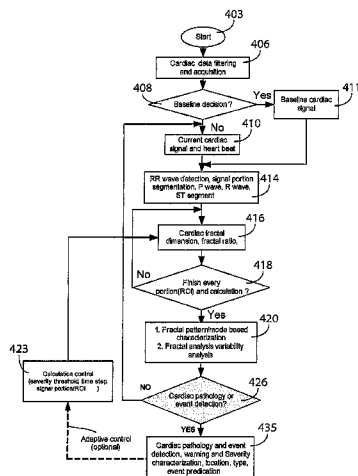 403
Start
406
Cardiac data filtering
and acquisition
408
Baseline decision ?
Yes
411
Baseline cardiac
signal
No
410
Current cardiac
signal and heart beat
414
RR wave detection, signal portion
segmentation, P wave, R wave,
ST segment
416
Cardiac fractal
dimension, fractal ratio,
No
418
Finish every
portion(ROI) and calculation ?
Yes
420
1. Fractal pattern/mode based
characterization
2. Fractal analysis variability
analysis
423
Calculation control
(severity threshold, time step,
signal portion(ROI )
NO
426
Cardiac pathology or
event detection?
YES
435
Adaptive control
(optional)
Cardiac pathology and event
detection, warning and Severity
characterization, location, type,
event predication